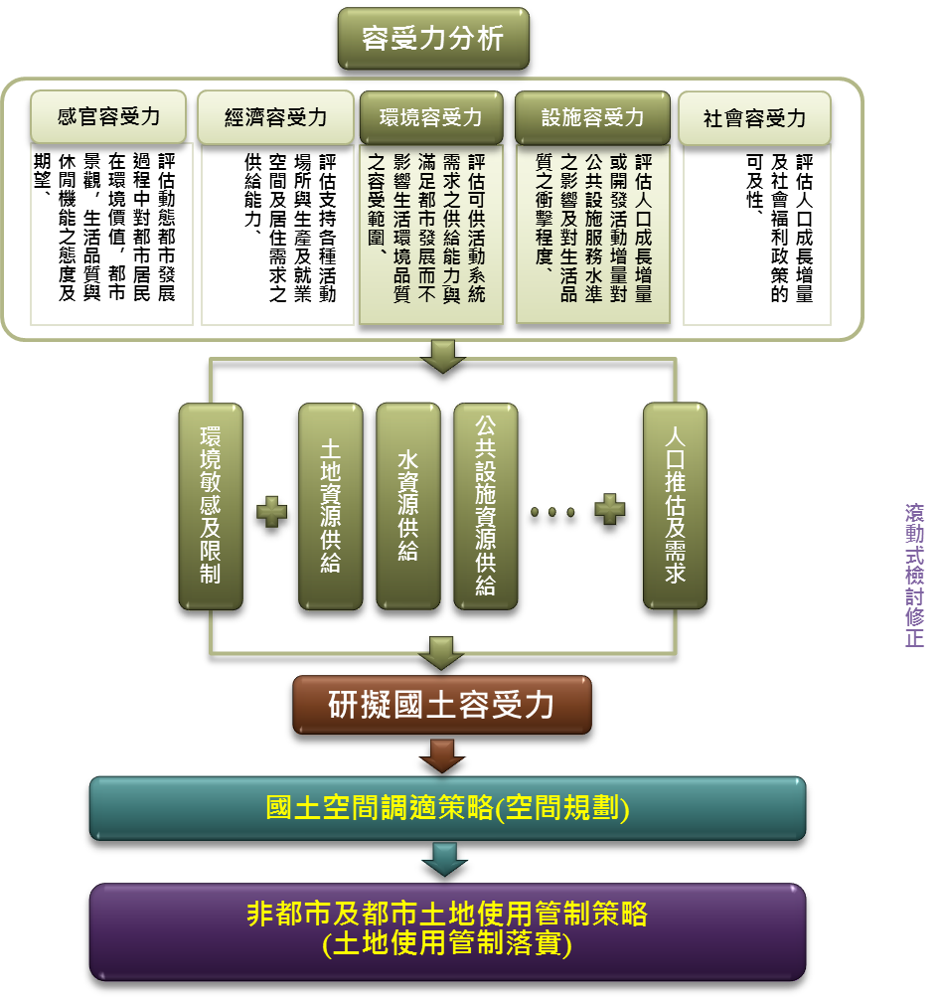 容受力分析
感官容受力
評估動態都市發展
過程中對都市居民
在環境價值，都市
景觀，生活品質與
休閒機能之態度及
期望、
經濟容受力
評估支持各種活動
場所與生產及就業
空間及居住需求之
供給能力、
環境容受力
評估可供活動系統
需求之供給能力與
滿足都市發展而不
影響生活環境品質
之容受範圍、
設施容受力
評估人口成長增量
或開發活動增量對
公共設施服務水準
之影響及對生活品
質之衝擊程度、
社會容受力
評估人口成長增量
及社會福利政策的
可及性、
環境敏感及限制
土地資源供給
水資源供給
公共設施資源供給
人口推估及需求
滾動式檢討修正
研擬國土容受力
國土空間調適策略(空間規劃)
非都市及都市土地使用管制策略
(土地使用管制落實)